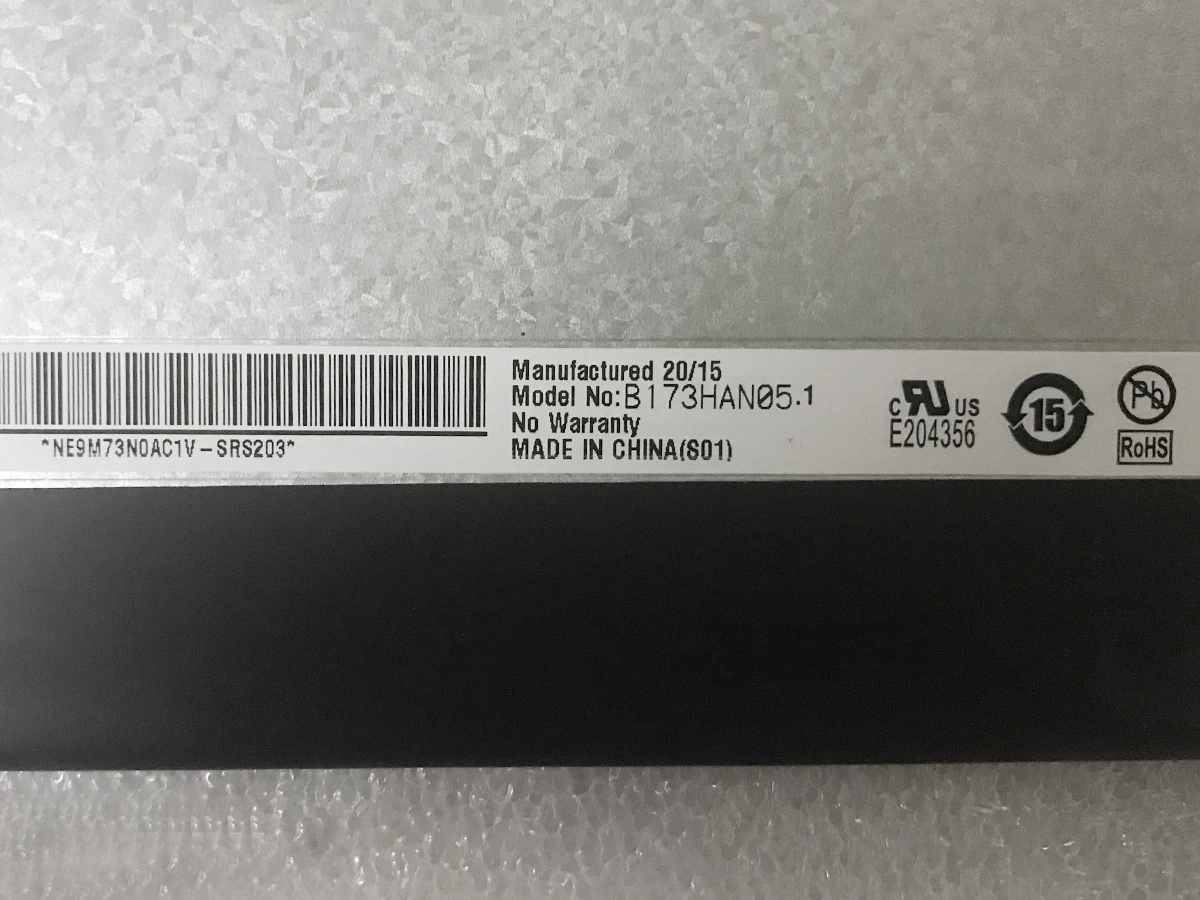 *NE9M73N0AC1V-SRS203*
Manufactured 20/15
Model No:B173HAN05.1
No Warranty
MADE IN CHINA(S01)
c RU US
E204356
15
Pb
RoHS